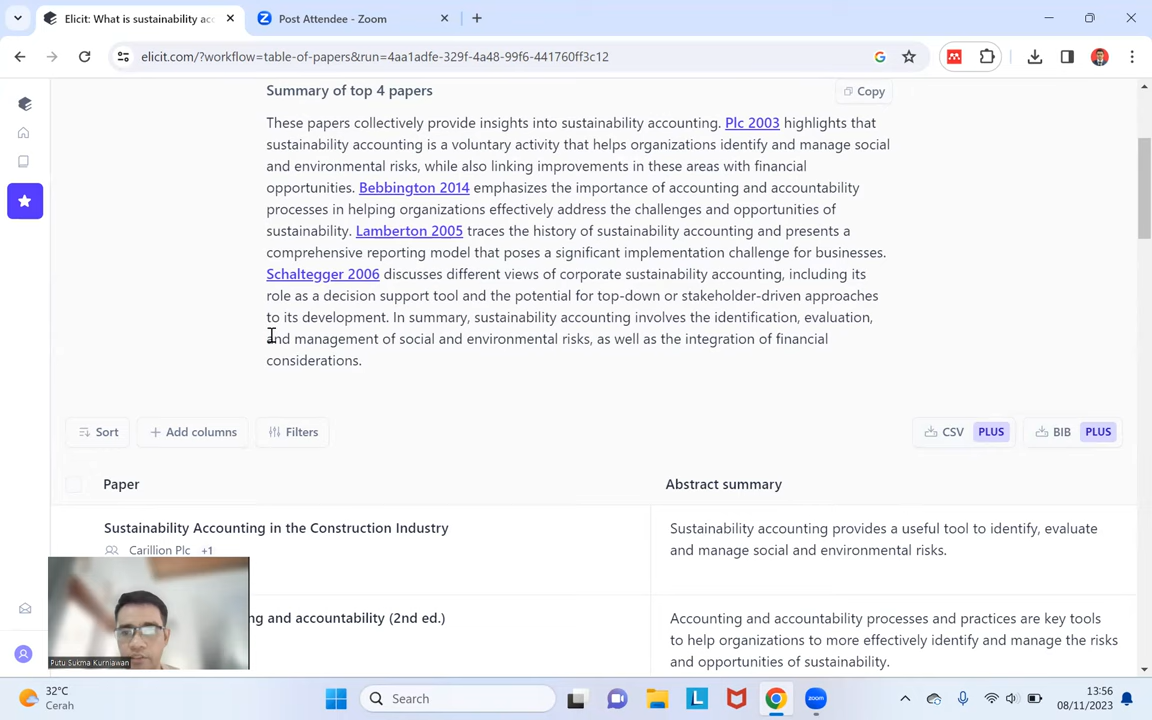 Elicit: What is sustainability acc
Post Attendee - Zoom
elicit.com/?workflow=table-of-papers&run=4aa1adfe-329f-4a48-99f6-441760ff3c12
Summary of top 4 papers
Copy
These papers collectively provide insights into sustainability accounting. Plc 2003 highlights that
sustainability accounting is a voluntary activity that helps organizations identify and manage social
and environmental risks, while also linking improvements in these areas with financial
opportunities. Bebbington 2014 emphasizes the importance of accounting and accountability
processes in helping organizations effectively address the challenges and opportunities of
sustainability. Lamberton 2005 traces the history of sustainability accounting and presents a
comprehensive reporting model that poses a significant implementation challenge for businesses.
Schaltegger 2006 discusses different views of corporate sustainability accounting, including its
role as a decision support tool and the potential for top-down or stakeholder-driven approaches
to its development. In summary, sustainability accounting involves the identification, evaluation,
and management of social and environmental risks, as well as the integration of financial
considerations.
Sort
Add columns
Filters
CSV PLUS
BIB PLUS
Paper
Abstract summary
Sustainability Accounting in the Construction Industry
Carillion Plc +1
Sustainability accounting provides a useful tool to identify, evaluate
and manage social and environmental risks.
ng and accountability (2nd ed.)
Accounting and accountability processes and practices are key tools
to help organizations to more effectively identify and manage the risks
and opportunities of sustainability.
Putu Sukma Kurniawan
32°C
Cerah
Search
13:56
08/11/2023